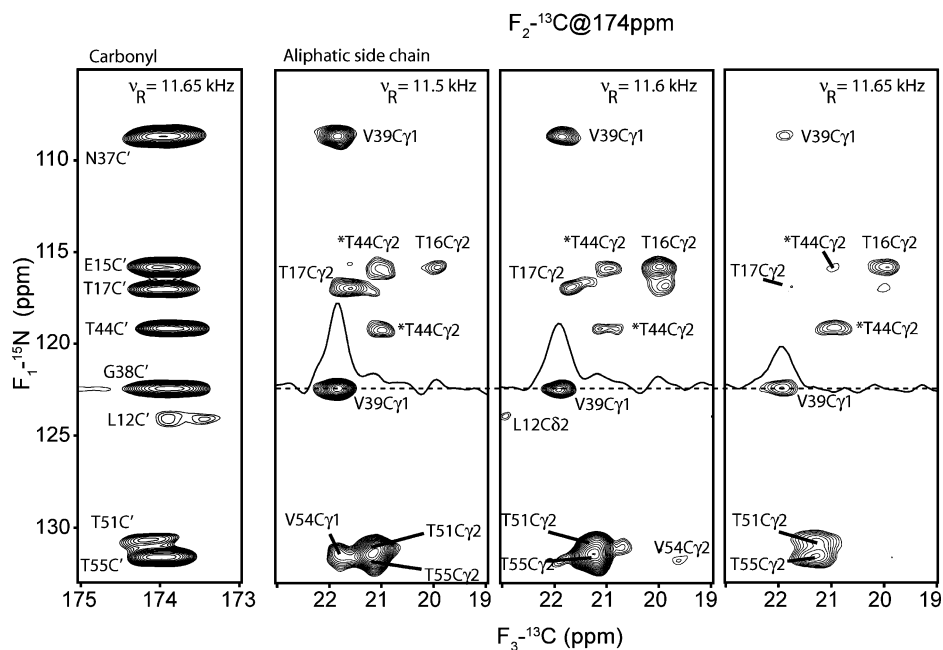 F2-13C@174ppm
Carbonyl
Aliphatic side chain
νR= 11.65 kHz
νR= 11.5 kHz
νR= 11.6 kHz
νR= 11.65 kHz
V39Cγ1
V39Cγ1
V39Cγ1
N37C′
110
*T44Cγ2
T16Cγ2
*T44Cγ2
T16Cγ2
*T44Cγ2
T16Cγ2
115
E15C′
T17Cγ2
T17Cγ2
T17Cγ2
T17C′
T44C′
*T44Cγ2
*T44Cγ2
*T44Cγ2
120
F1-15N (ppm)
G38C′
V39Cγ1
V39Cγ1
V39Cγ1
L12C′
L12Cδ2
125
T51C′
V54Cγ1
T51Cγ2
T51Cγ2
V54Cγ2
T51Cγ2
130
T55C′
T55Cγ2
T55Cγ2
T55Cγ2
175 174 173
22 21 20 19
22 21 20 19
22 21 20 19
F3-13C (ppm)